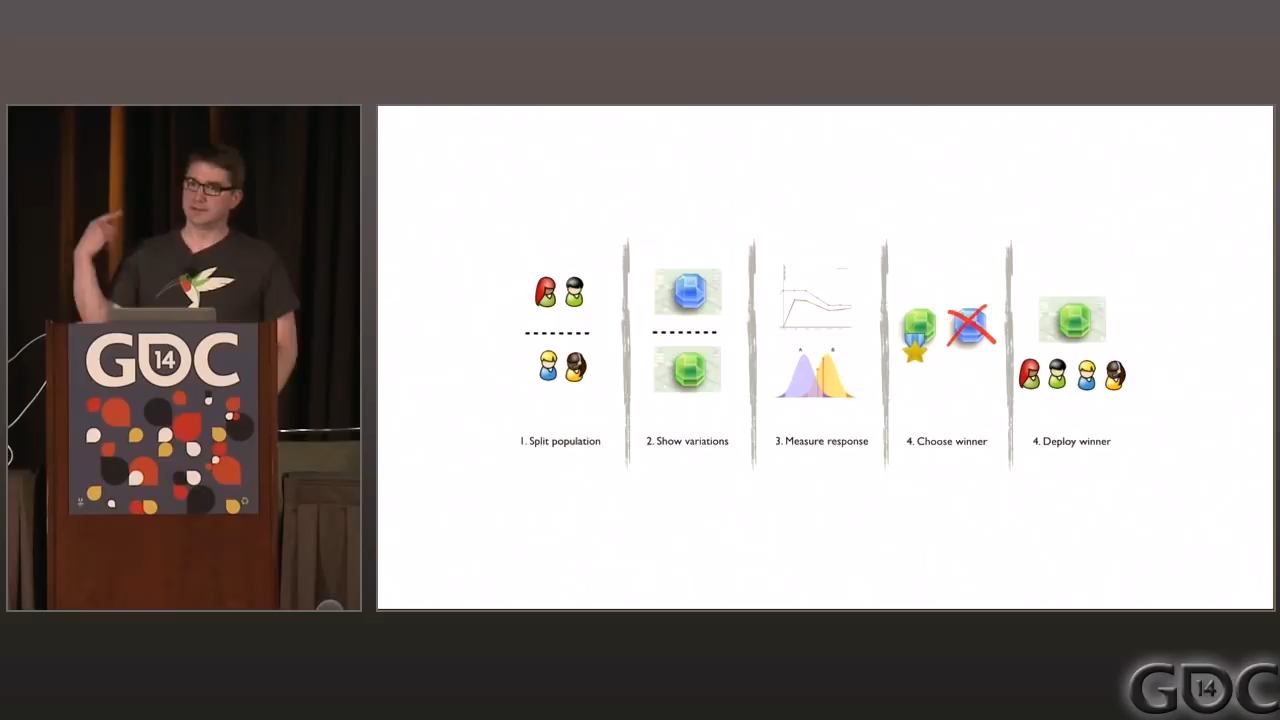 GDC
14
1. Split population
2. Show variations
3. Measure response
4. Choose winner
4. Deploy winner
A
B
GDC
14